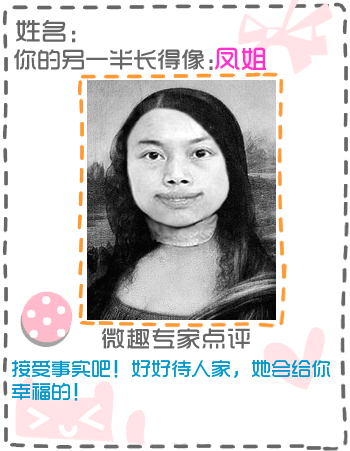 姓名:
你的另一半长得像:凤姐
微趣专家点评
接受事实吧！好好待人家，她会给你
幸福的！